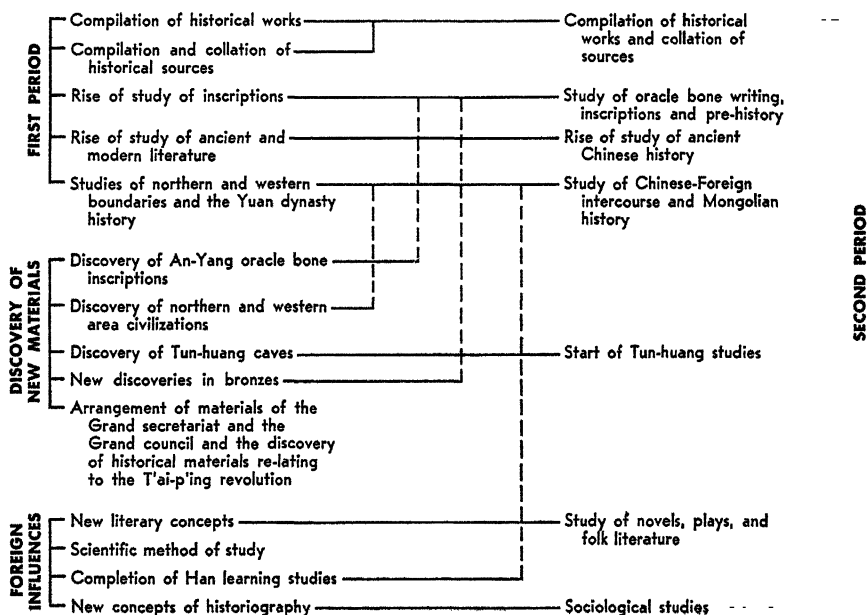 FIRST PERIOD
Compilation of historical works
Compilation and collation of
historical sources
Rise of study of inscriptions
Rise of study of ancient and
modern literature
Studies of northern and western
boundaries and the Yuan dynasty
history
DISCOVERY OF
NEW MATERIALS
Discovery of An-Yang oracle bone
inscriptions
Discovery of northern and western
area civilizations
Discovery of Tun-huang caves
New discoveries in bronzes
Arrangement of materials of the
Grand secretariat and the
Grand council and the discovery
of historical materials re-lating
to the T'ai-p'ing revolution
FOREIGN
INFLUENCES
New literary concepts
Scientific method of study
Completion of Han learning studies
New concepts of historiography
Compilation of historical
works and collation of
sources
Study of oracle bone writing,
inscriptions and pre-history
Rise of study of ancient
Chinese history
Study of Chinese-Foreign
intercourse and Mongolian
history
Start of Tun-huang studies
Study of novels, plays, and
folk literature
Sociological studies
SECOND PERIOD